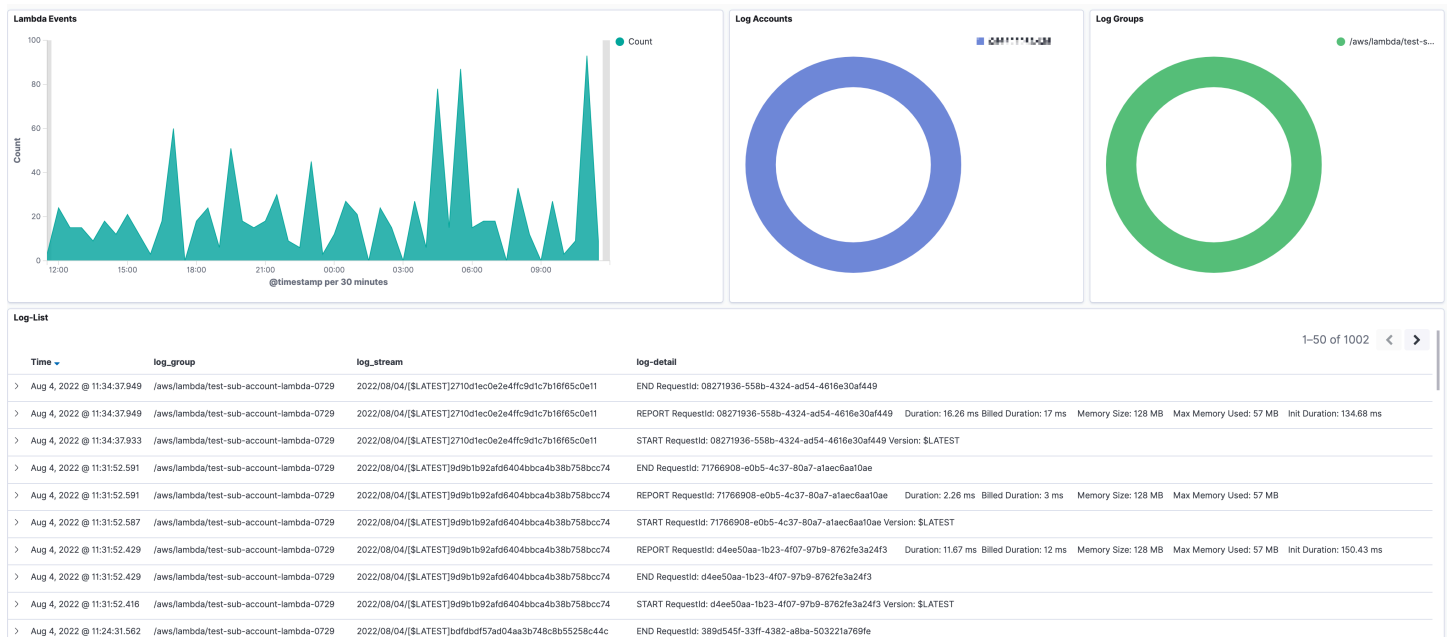 Lambda Events
100
80
60
40
20
0
Count
12:00 15:00 18:00 21:00 00:00 03:00 06:00 09:00
@timestamp per 30 minutes
Count
Log Accounts
Log Groups
/aws/lambda/test-s...
Log-List
1–50 of 1002
Time log_group log_stream log-detail
Aug 4, 2022 @ 11:34:37.949 /aws/lambda/test-sub-account-lambda-0729 2022/08/04/[$LATEST]2710d1ec0e2e4ffc9d1c7b16f65c0e11 END RequestId: 08271936-558b-4324-ad54-4616e30af449
Aug 4, 2022 @ 11:34:37.949 /aws/lambda/test-sub-account-lambda-0729 2022/08/04/[$LATEST]2710d1ec0e2e4ffc9d1c7b16f65c0e11 REPORT RequestId: 08271936-558b-4324-ad54-4616e30af449 Duration: 16.26 ms Billed Duration: 17 ms Memory Size: 128 MB Max Memory Used: 57 MB Init Duration: 134.68 ms
Aug 4, 2022 @ 11:34:37.933 /aws/lambda/test-sub-account-lambda-0729 2022/08/04/[$LATEST]2710d1ec0e2e4ffc9d1c7b16f65c0e11 START RequestId: 08271936-558b-4324-ad54-4616e30af449 Version: $LATEST
Aug 4, 2022 @ 11:31:52.591 /aws/lambda/test-sub-account-lambda-0729 2022/08/04/[$LATEST]9d9b1b92afd6404bbca4b38b758bcc74 END RequestId: 71766908-e0b5-4c37-80a7-a1aec6aa10ae
Aug 4, 2022 @ 11:31:52.591 /aws/lambda/test-sub-account-lambda-0729 2022/08/04/[$LATEST]9d9b1b92afd6404bbca4b38b758bcc74 REPORT RequestId: 71766908-e0b5-4c37-80a7-a1aec6aa10ae Duration: 2.26 ms Billed Duration: 3 ms Memory Size: 128 MB Max Memory Used: 57 MB
Aug 4, 2022 @ 11:31:52.587 /aws/lambda/test-sub-account-lambda-0729 2022/08/04/[$LATEST]9d9b1b92afd6404bbca4b38b758bcc74 START RequestId: 71766908-e0b5-4c37-80a7-a1aec6aa10ae Version: $LATEST
Aug 4, 2022 @ 11:31:52.429 /aws/lambda/test-sub-account-lambda-0729 2022/08/04/[$LATEST]9d9b1b92afd6404bbca4b38b758bcc74 REPORT RequestId: d4ee50aa-1b23-4f07-97b9-8762fe3a24f3 Duration: 11.67 ms Billed Duration: 12 ms Memory Size: 128 MB Max Memory Used: 57 MB Init Duration: 150.43 ms
Aug 4, 2022 @ 11:31:52.429 /aws/lambda/test-sub-account-lambda-0729 2022/08/04/[$LATEST]9d9b1b92afd6404bbca4b38b758bcc74 END RequestId: d4ee50aa-1b23-4f07-97b9-8762fe3a24f3
Aug 4, 2022 @ 11:31:52.416 /aws/lambda/test-sub-account-lambda-0729 2022/08/04/[$LATEST]9d9b1b92afd6404bbca4b38b758bcc74 START RequestId: d4ee50aa-1b23-4f07-97b9-8762fe3a24f3 Version: $LATEST
Aug 4, 2022 @ 11:24:31.562 /aws/lambda/test-sub-account-lambda-0729 2022/08/04/[$LATEST]bdfdbdf57ad04aa3b748c8b55258c44c END RequestId: 389d545f-33ff-4382-a8ba-503221a769fe